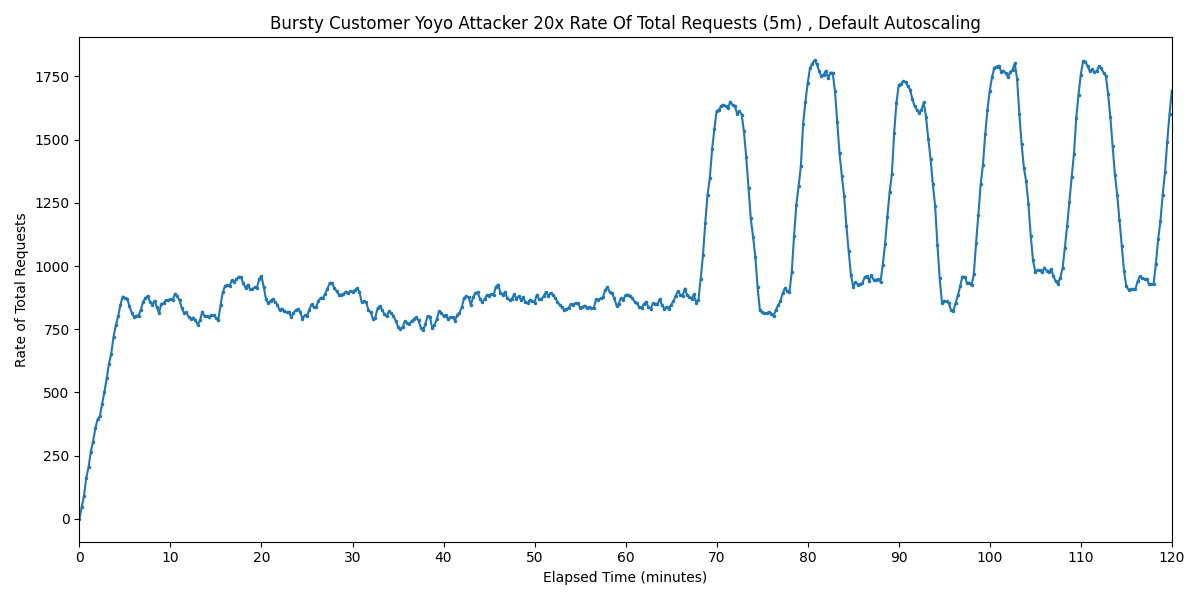 Bursty Customer Yoyo Attacker 20x Rate Of Total Requests (5m) , Default Autoscaling
Rate of Total Requests
1750
1500
1250
1000
750
500
250
0
0 10 20 30 40 50 60 70 80 90 100 110 120
Elapsed Time (minutes)